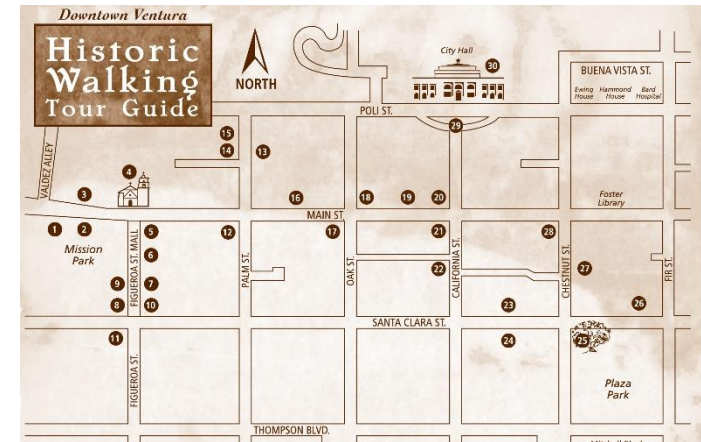 Downtown Ventura
Historic
Walking
Tour Guide
NORTH
City Hall
30
BUENA VISTA ST.
Ewing House
Hammond House
Bard Hospital
POLI ST.
29
15
14
13
VALDEZ ALLEY
4
3
16
18
19
20
Foster
Library
MAIN ST.
1
2
Mission
Park
5
6
7
8
9
10
FIGUEROA ST. MALL
12
PALM ST.
17
OAK ST.
21
22
CALIFORNIA ST.
28
CHESTNUT ST.
27
FIR ST.
23
26
SANTA CLARA ST.
11
FIGUEROA ST.
24
25
Plaza
Park
THOMPSON BLVD.